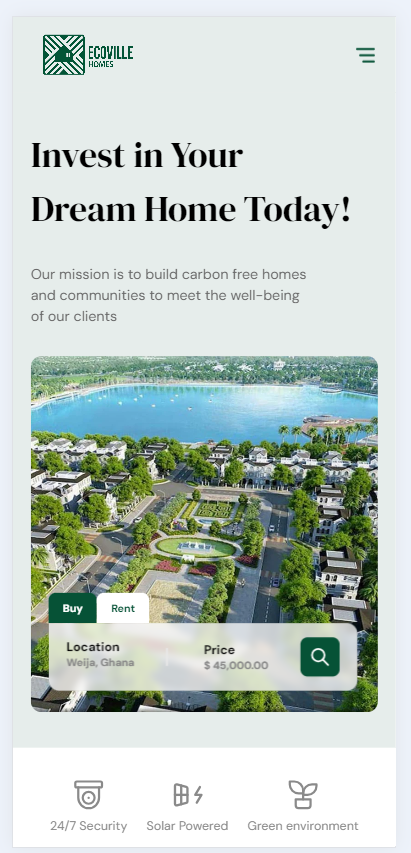 ECOVILLE
HOMES
Invest in Your
Dream Home Today!
Our mission is to build carbon free homes
and communities to meet the well-being
of our clients
Buy
Rent
Location
Weija, Ghana
Price
$ 45,000.00
24/7 Security
Solar Powered
Green environment